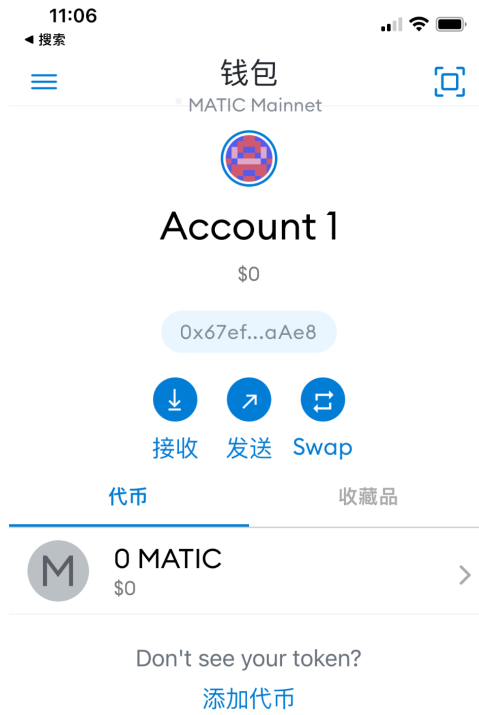 11:06
◀ 搜索
钱包
MATIC Mainnet
Account 1
$0
0x67ef...aAe8
接收 发送 Swap
代币 收藏品
M 0 MATIC
$0
Don't see your token?
添加代币